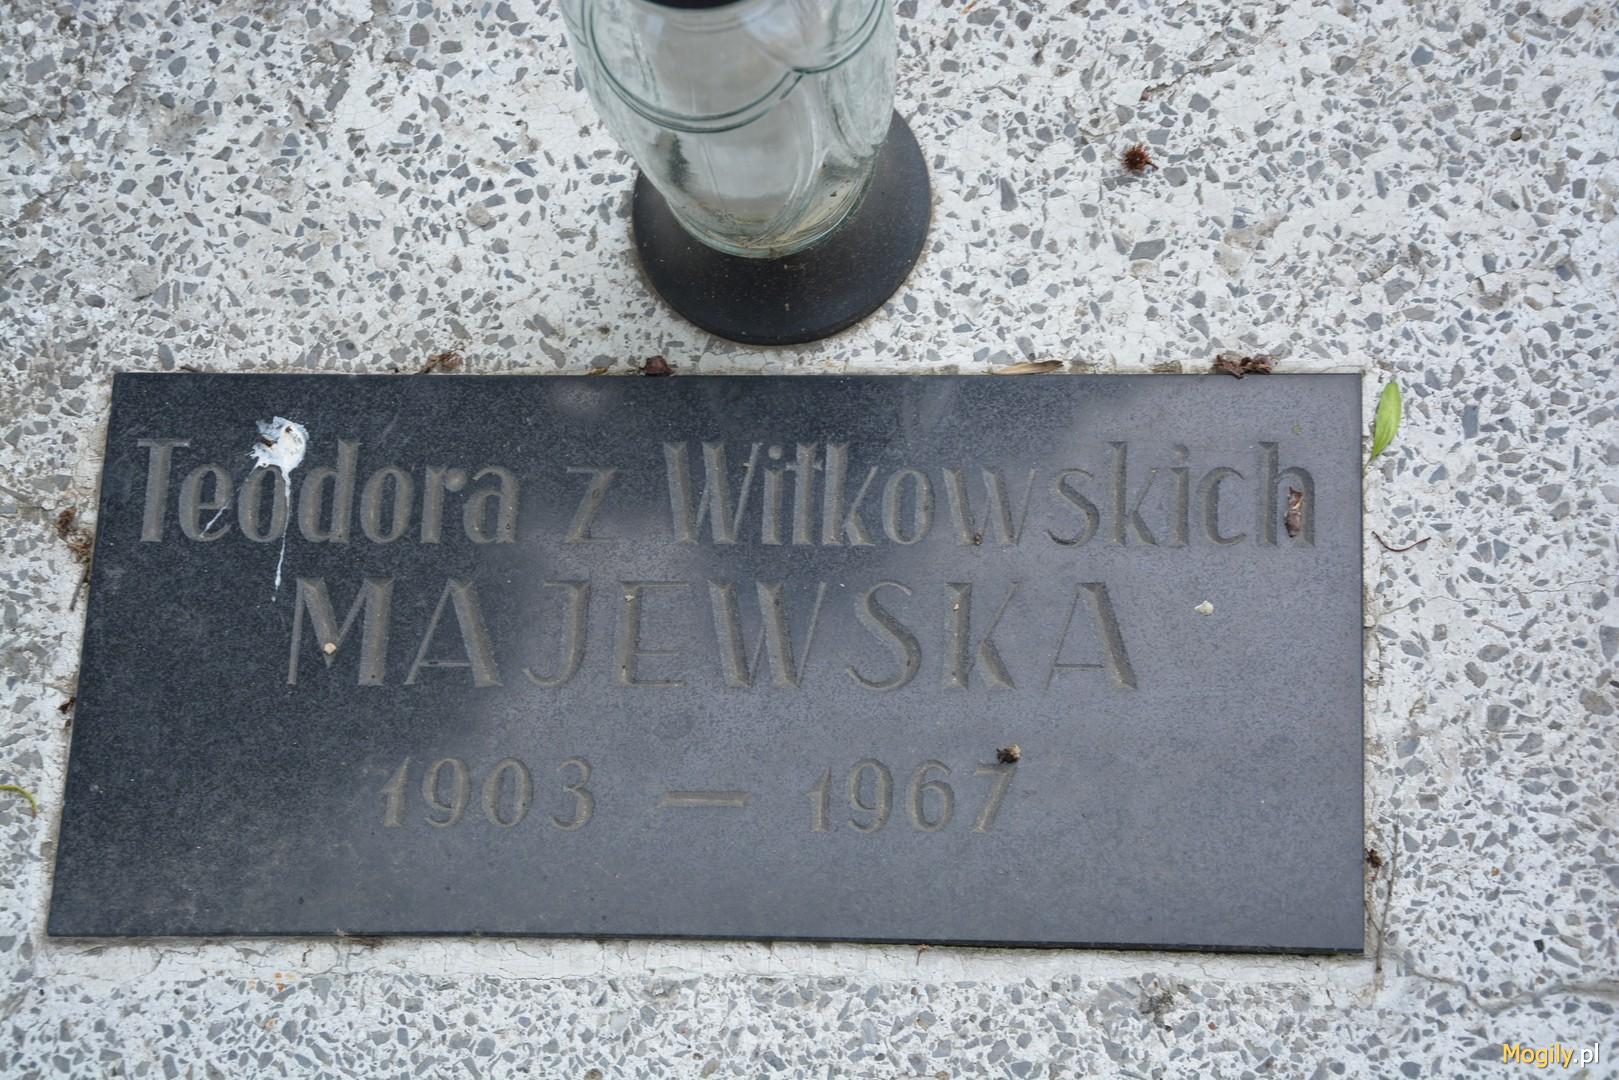 Teodora z Witkowskich
MAJEWSKA
1903 — 1967
Mogily.pl